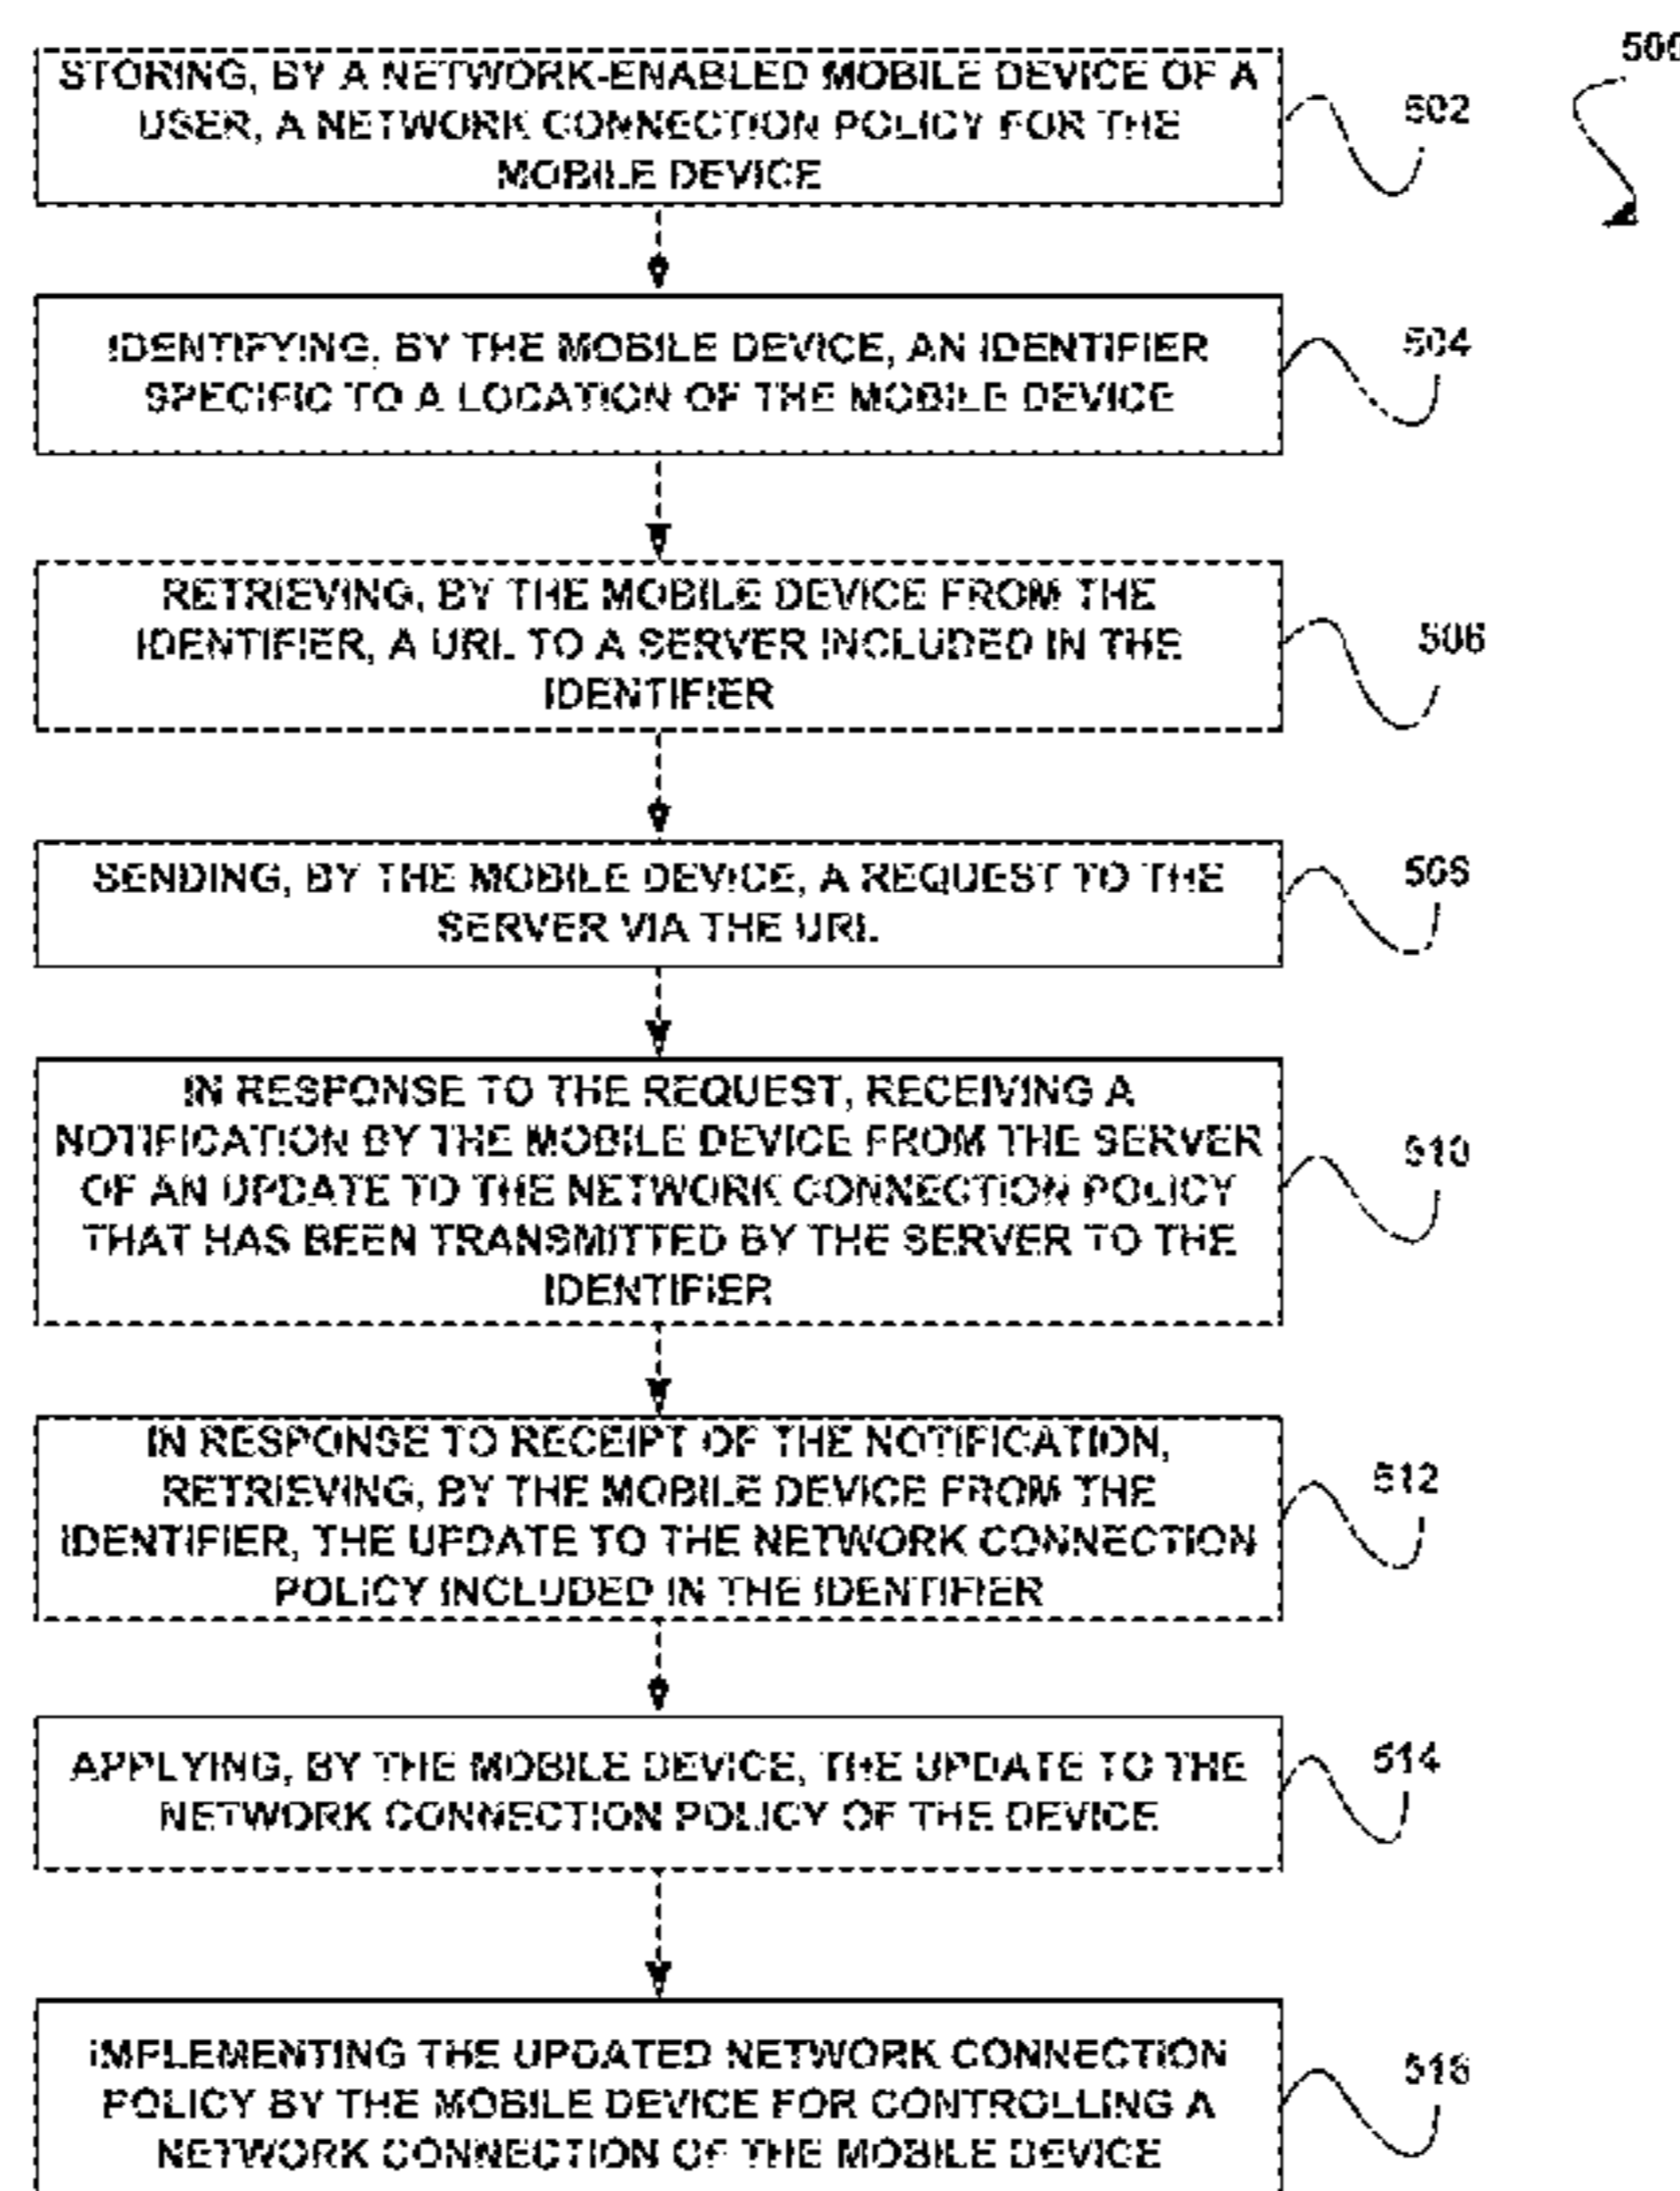 500
STORING, BY A NETWORK-ENABLED MOBILE DEVICE OF A
USER, A NETWORK CONNECTION POLICY FOR THE
MOBILE DEVICE
502
IDENTIFYING, BY THE MOBILE DEVICE, AN IDENTIFIER
SPECIFIC TO A LOCATION OF THE MOBILE DEVICE
504
RETRIEVING, BY THE MOBILE DEVICE FROM THE
IDENTIFIER, A URL TO A SERVER INCLUDED IN THE
IDENTIFIER
506
SENDING, BY THE MOBILE DEVICE, A REQUEST TO THE
SERVER VIA THE URL
508
IN RESPONSE TO THE REQUEST, RECEIVING A
NOTIFICATION BY THE MOBILE DEVICE FROM THE SERVER
OF AN UPDATE TO THE NETWORK CONNECTION POLICY
THAT HAS BEEN TRANSMITTED BY THE SERVER TO THE
IDENTIFIER
510
IN RESPONSE TO RECEIPT OF THE NOTIFICATION,
RETRIEVING, BY THE MOBILE DEVICE FROM THE
IDENTIFIER, THE UPDATE TO THE NETWORK CONNECTION
POLICY INCLUDED IN THE IDENTIFIER
512
APPLYING, BY THE MOBILE DEVICE, THE UPDATE TO THE
NETWORK CONNECTION POLICY OF THE DEVICE
514
IMPLEMENTING THE UPDATED NETWORK CONNECTION
POLICY BY THE MOBILE DEVICE FOR CONTROLLING A
NETWORK CONNECTION OF THE MOBILE DEVICE
516